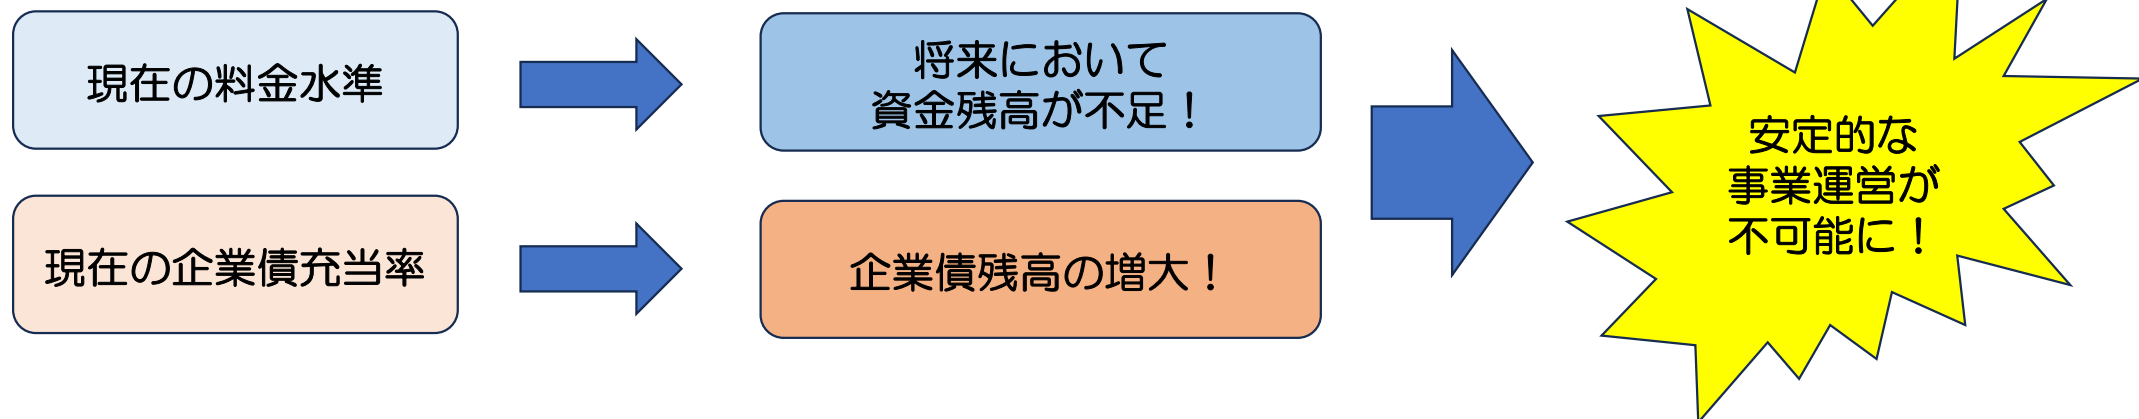 現在の料金水準
将来において
資金残高が不足！
現在の企業債充当率
企業債残高の増大！
安定的な
事業運営が
不可能に！